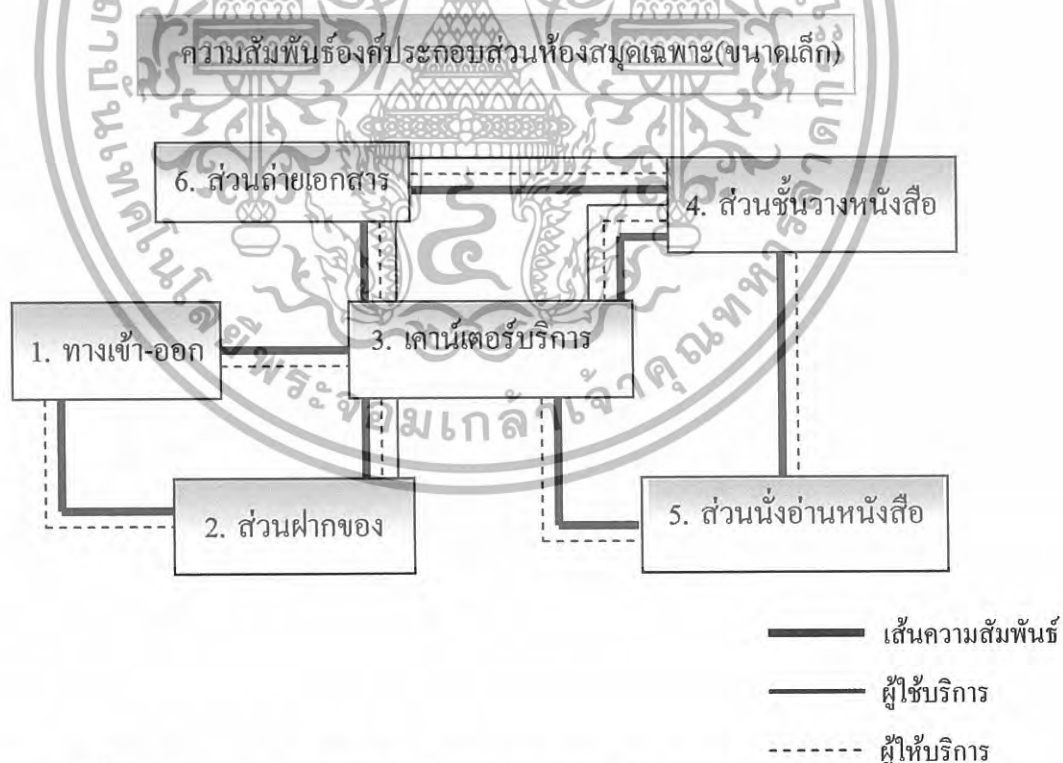 ความสัมพันธ์องค์ประกอบส่วนห้องสมุดเฉพาะ(ขนาดเล็ก)
6. ส่วนถ่ายเอกสาร
4. ส่วนชั้นวางหนังสือ
1. ทางเข้า-ออก
3. เคาน์เตอร์บริการ
2. ส่วนฝากของ
5. ส่วนนั่งอ่านหนังสือ
เส้นความสัมพันธ์
ผู้ใช้บริการ
ผู้ให้บริการ